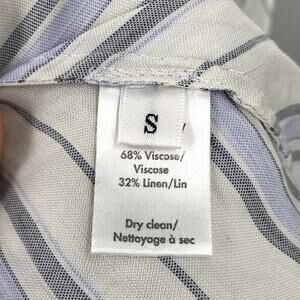 S
68% Viscose/
Viscose
32% Linen/Lin
Dry clean/
Nettoyage à sec